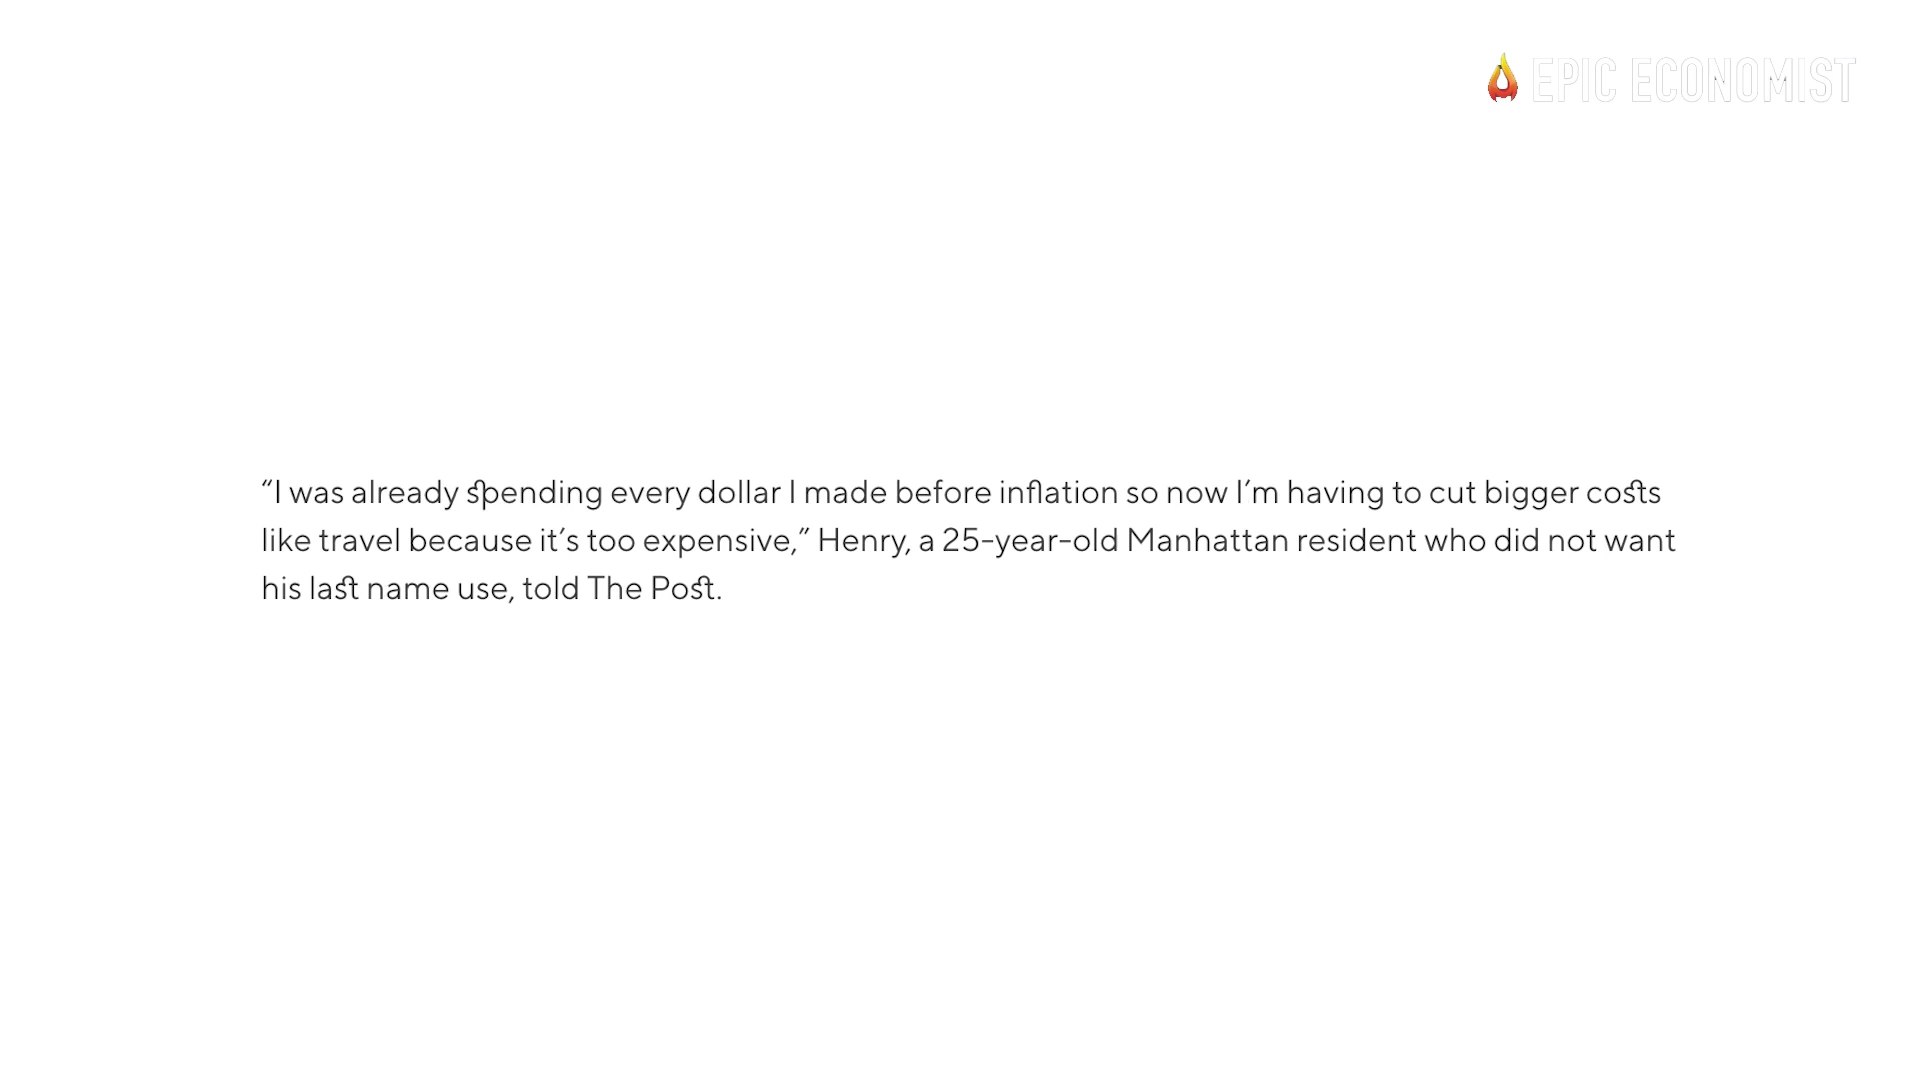 EPIC ECONOMIST
“I was already spending every dollar I made before inflation so now I’m having to cut bigger costs
like travel because it’s too expensive,” Henry, a 25-year-old Manhattan resident who did not want
his last name use, told The Post.